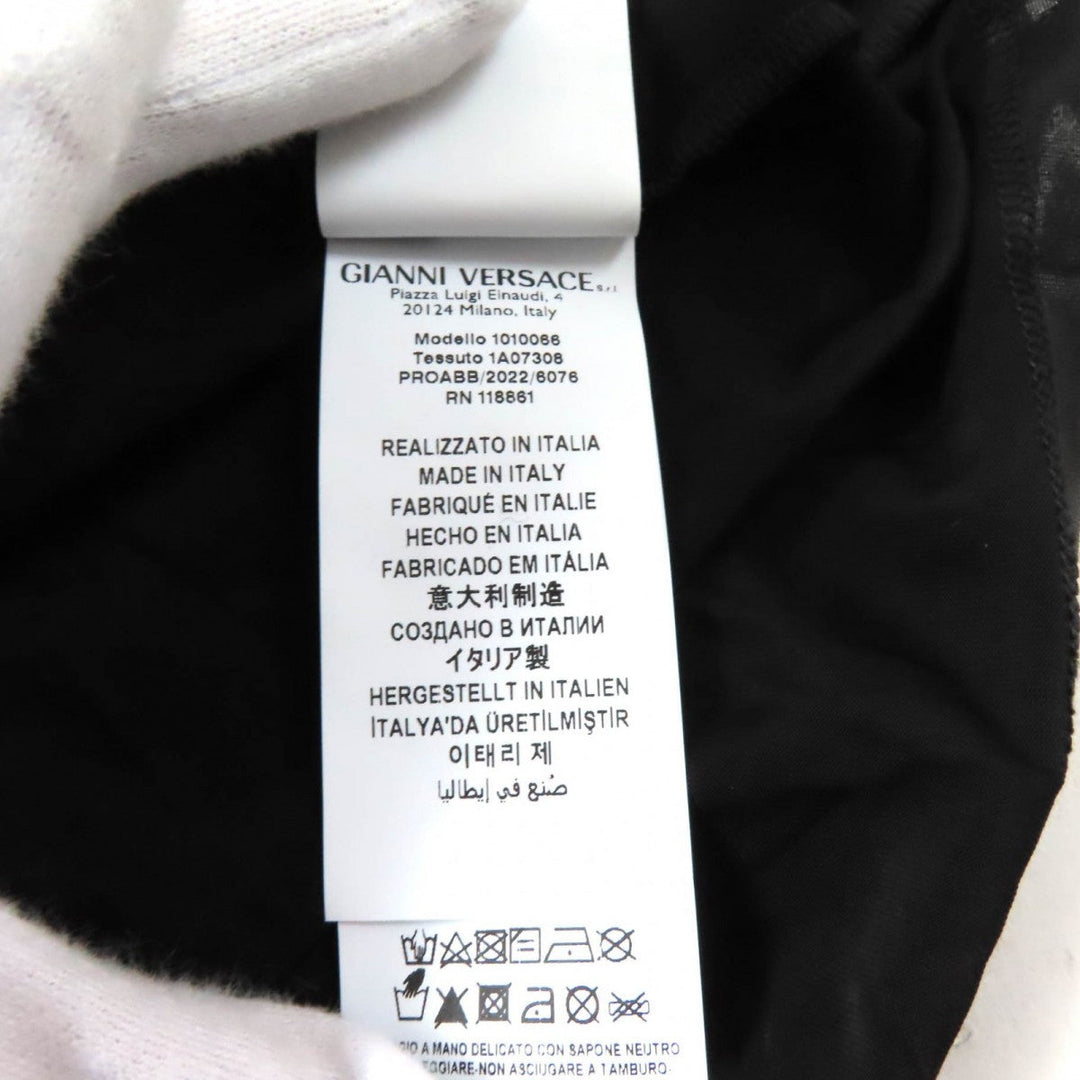 GIANNI VERSACE s.r.l
Piazza Luigi Einaudi, 4
20124 Milano, Italy
Modello 1010066
Tessuto 1A07308
PROABB/2022/6076
RN 118861
REALIZZATO IN ITALIA
MADE IN ITALY
FABRIQUÉ EN ITALIE
HECHO EN ITALIA
FABRICADO EM ITÁLIA
意大利制造
СОЗДАНО В ИТАЛИИ
イタリア製
HERGESTELLT IN ITALIEN
İTALYA'DA ÜRETİLMİŞTİR
이태리 제
صُنع في إيطاليا
A MANO DELICATO CON SAPONE NEUTRO
NON ASCIUGARE A TAMBURO-